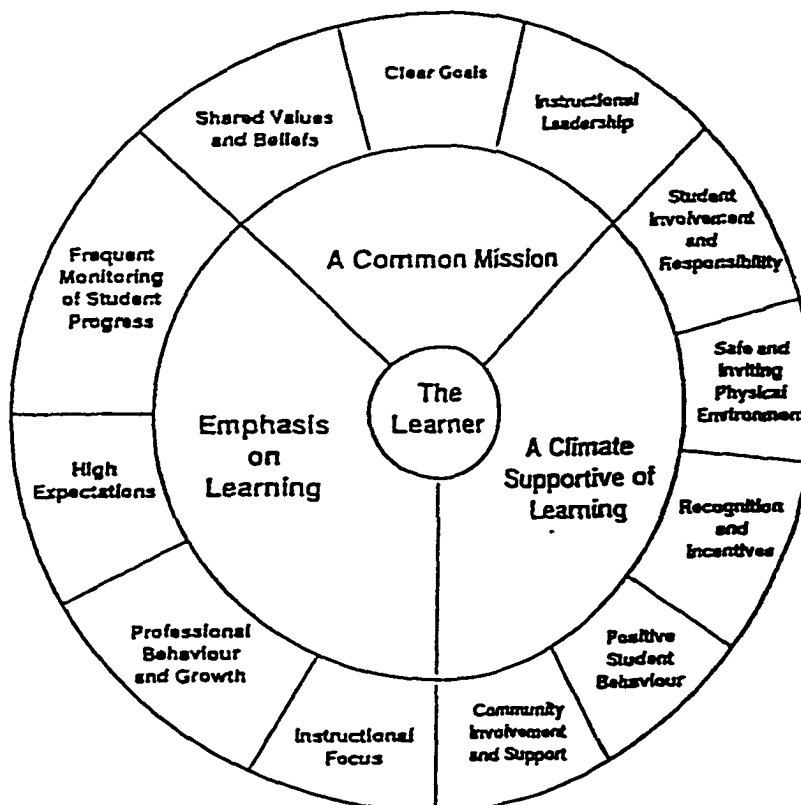 Clear Goals
Instructional
Leadership
Shared Values
and Beliefs
Student
Involvement
and
Responsibility
A Common Mission
Frequent
Monitoring
of Student
Progress
Safe and
Inviting
Physical
Environment
The
Learner
Emphasis
on
Learning
A Climate
Supportive of
Learning
High
Expectations
Recognition
and
Incentives
Professional
Behaviour
and Growth
Positive
Student
Behaviour
Instructional
Focus
Community
Involvement
and Support